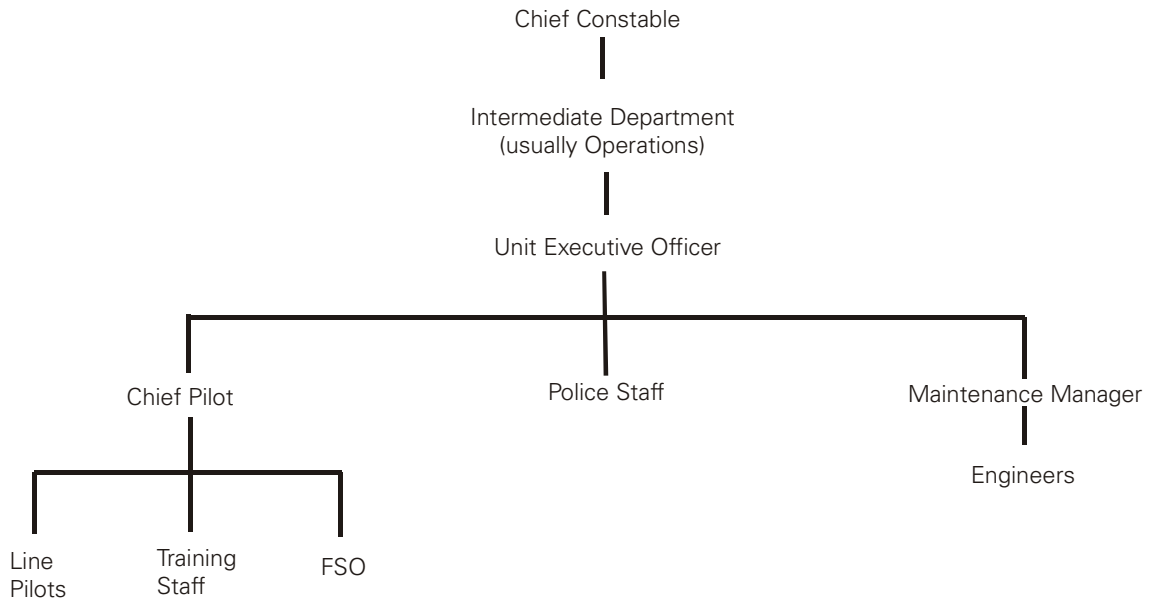 Chief Constable
Intermediate Department
(usually Operations)
Unit Executive Officer
Chief Pilot
Police Staff
Maintenance Manager
Engineers
Line
Pilots
Training
Staff
FSO